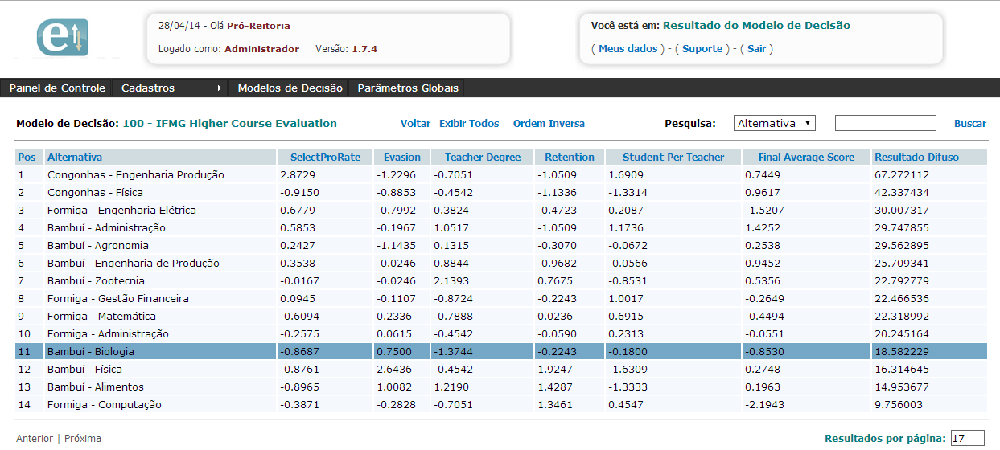 e
28/04/14 - Olá Pró-Reitoria
Logado como: Administrador Versão: 1.7.4
Você está em: Resultado do Modelo de Decisão
( Meus dados ) - ( Suporte ) - ( Sair )
Painel de Controle Cadastros Modelos de Decisão Parâmetros Globais
Modelo de Decisão: 100 - IFMG Higher Course Evaluation Voltar Exibir Todos Ordem Inversa Pesquisa: Alternativa Buscar
Pos Alternativa SelectProRate Evasion Teacher Degree Retention Student Per Teacher Final Average Score Resultado Difuso
1 Congonhas - Engenharia Produção 2.8729 -1.2296 -0.7051 -1.0509 1.6909 0.7449 67.272112
2 Congonhas - Física -0.9150 -0.8853 -0.4542 -1.1336 -1.3314 0.9617 42.337434
3 Formiga - Engenharia Elétrica 0.6779 -0.7992 0.3824 -0.4723 0.2087 -1.5207 30.007317
4 Bambuí - Administração 0.5853 -0.1967 1.0517 -1.0509 1.1736 1.4252 29.747855
5 Bambuí - Agronomia 0.2427 -1.1435 0.1315 -0.3070 -0.0672 0.2538 29.562895
6 Bambuí - Engenharia de Produção 0.3538 -0.0246 0.8844 -0.9682 -0.0566 0.9452 25.709341
7 Bambuí - Zootecnia -0.0167 -0.0246 2.1393 0.7675 -0.8531 0.5356 22.792779
8 Formiga - Gestão Financeira 0.0945 -0.1107 -0.8724 -0.2243 1.0017 -0.2649 22.466536
9 Formiga - Matemática -0.6094 0.2336 -0.7888 0.0236 0.6915 -0.4494 22.318992
10 Formiga - Administração -0.2575 0.0615 -0.4542 -0.0590 0.2313 -0.0551 20.245164
11 Bambuí - Biologia -0.8687 0.7500 -1.3744 -0.2243 -0.1800 -0.8530 18.582229
12 Bambuí - Física -0.8761 2.6436 -0.4542 1.9247 -1.6309 0.2748 16.314645
13 Bambuí - Alimentos -0.8965 1.0082 1.2190 1.4287 -1.3333 0.1963 14.953677
14 Formiga - Computação -0.3871 -0.2828 -0.7051 1.3461 0.4547 -2.1943 9.756003
Anterior | Próxima Resultados por página: 17